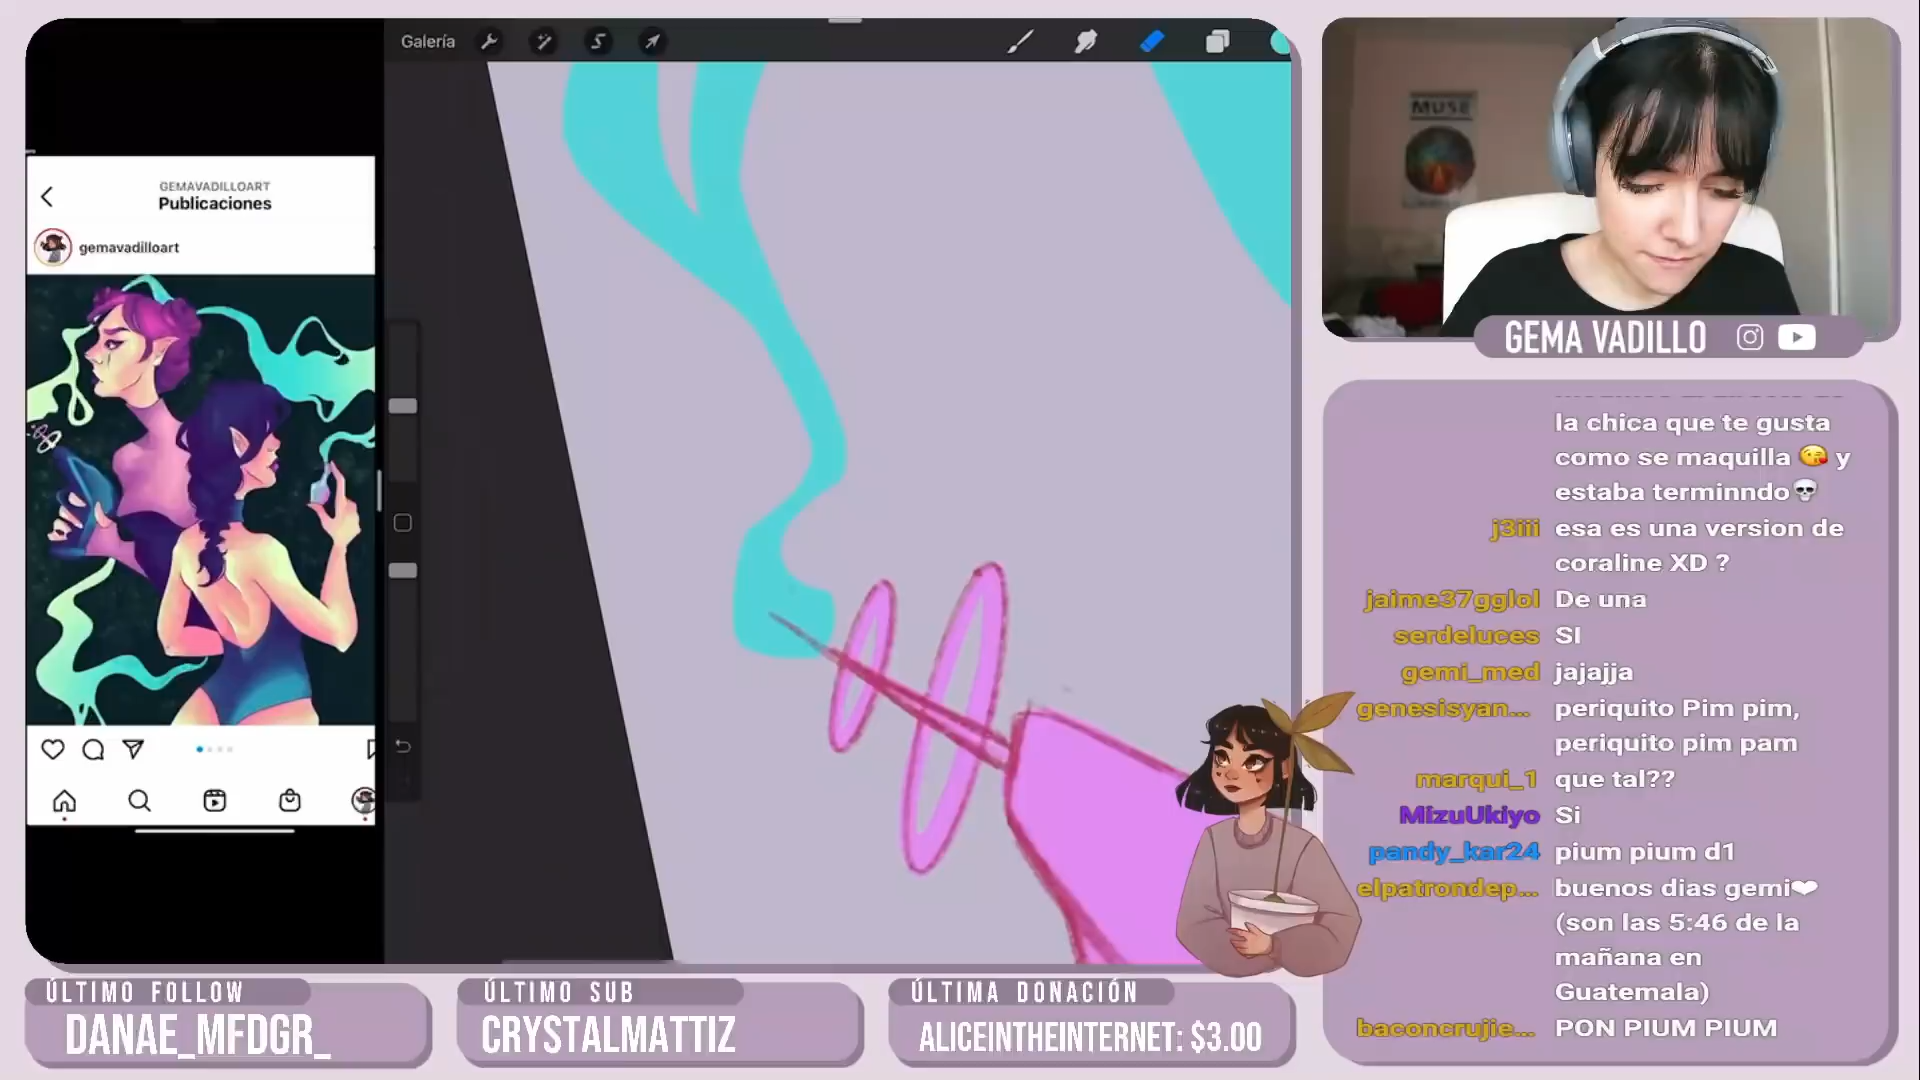 Galería
GEMAVADILLOART
Publicaciones
gemavadilloart
MUSE
GEMA VADILLO
la chica que te gusta
como se maquilla 😘 y
estaba terminndo💀
j3iii esa es una version de
coraline XD ?
jaime37gglol De una
serdeluces SI
gemi_med jajajja
genesisyan... periquito Pim pim,
periquito pim pam
marqui_1 que tal??
MizuUkiyo Si
pandy_kar24 pium pium d1
elpatrondep... buenos dias gemi❤
(son las 5:46 de la
mañana en
Guatemala)
baconcrujie... PON PIUM PIUM
ÚLTIMO FOLLOW
DANAE_MFDGR_
ÚLTIMO SUB
CRYSTALMATTIZ
ÚLTIMA DONACIÓN
ALICEINTHEINTERNET: $3.00